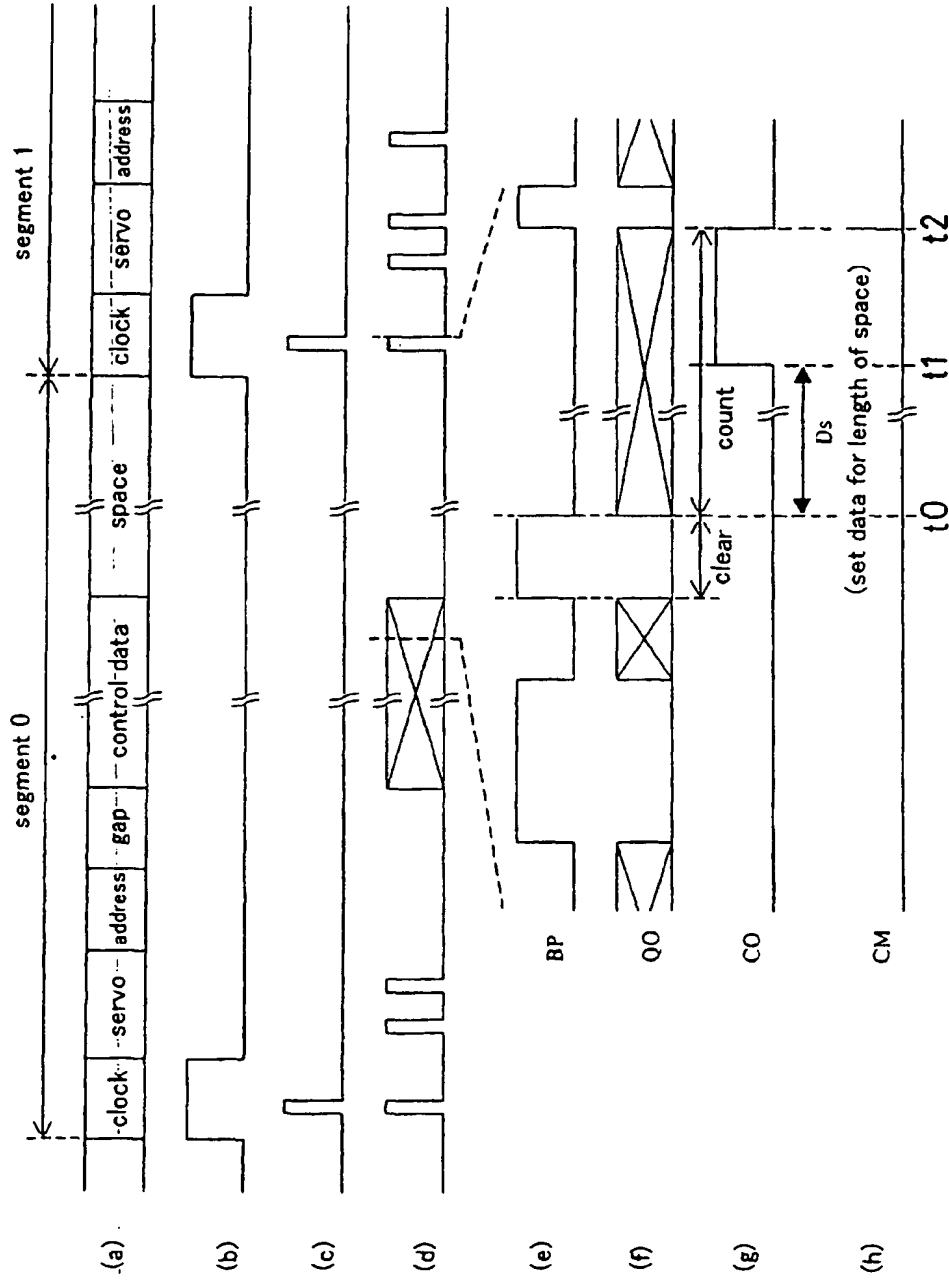 segment 0
segment 1
(a)
clock
servo
address
gap
control-data
space
clock
servo
address
(b)
(c)
(d)
(e)
BP
(f)
QO
clear
count
(g)
CO
Ds
(set data for length of space)
(h)
CM
t0
t1
t2